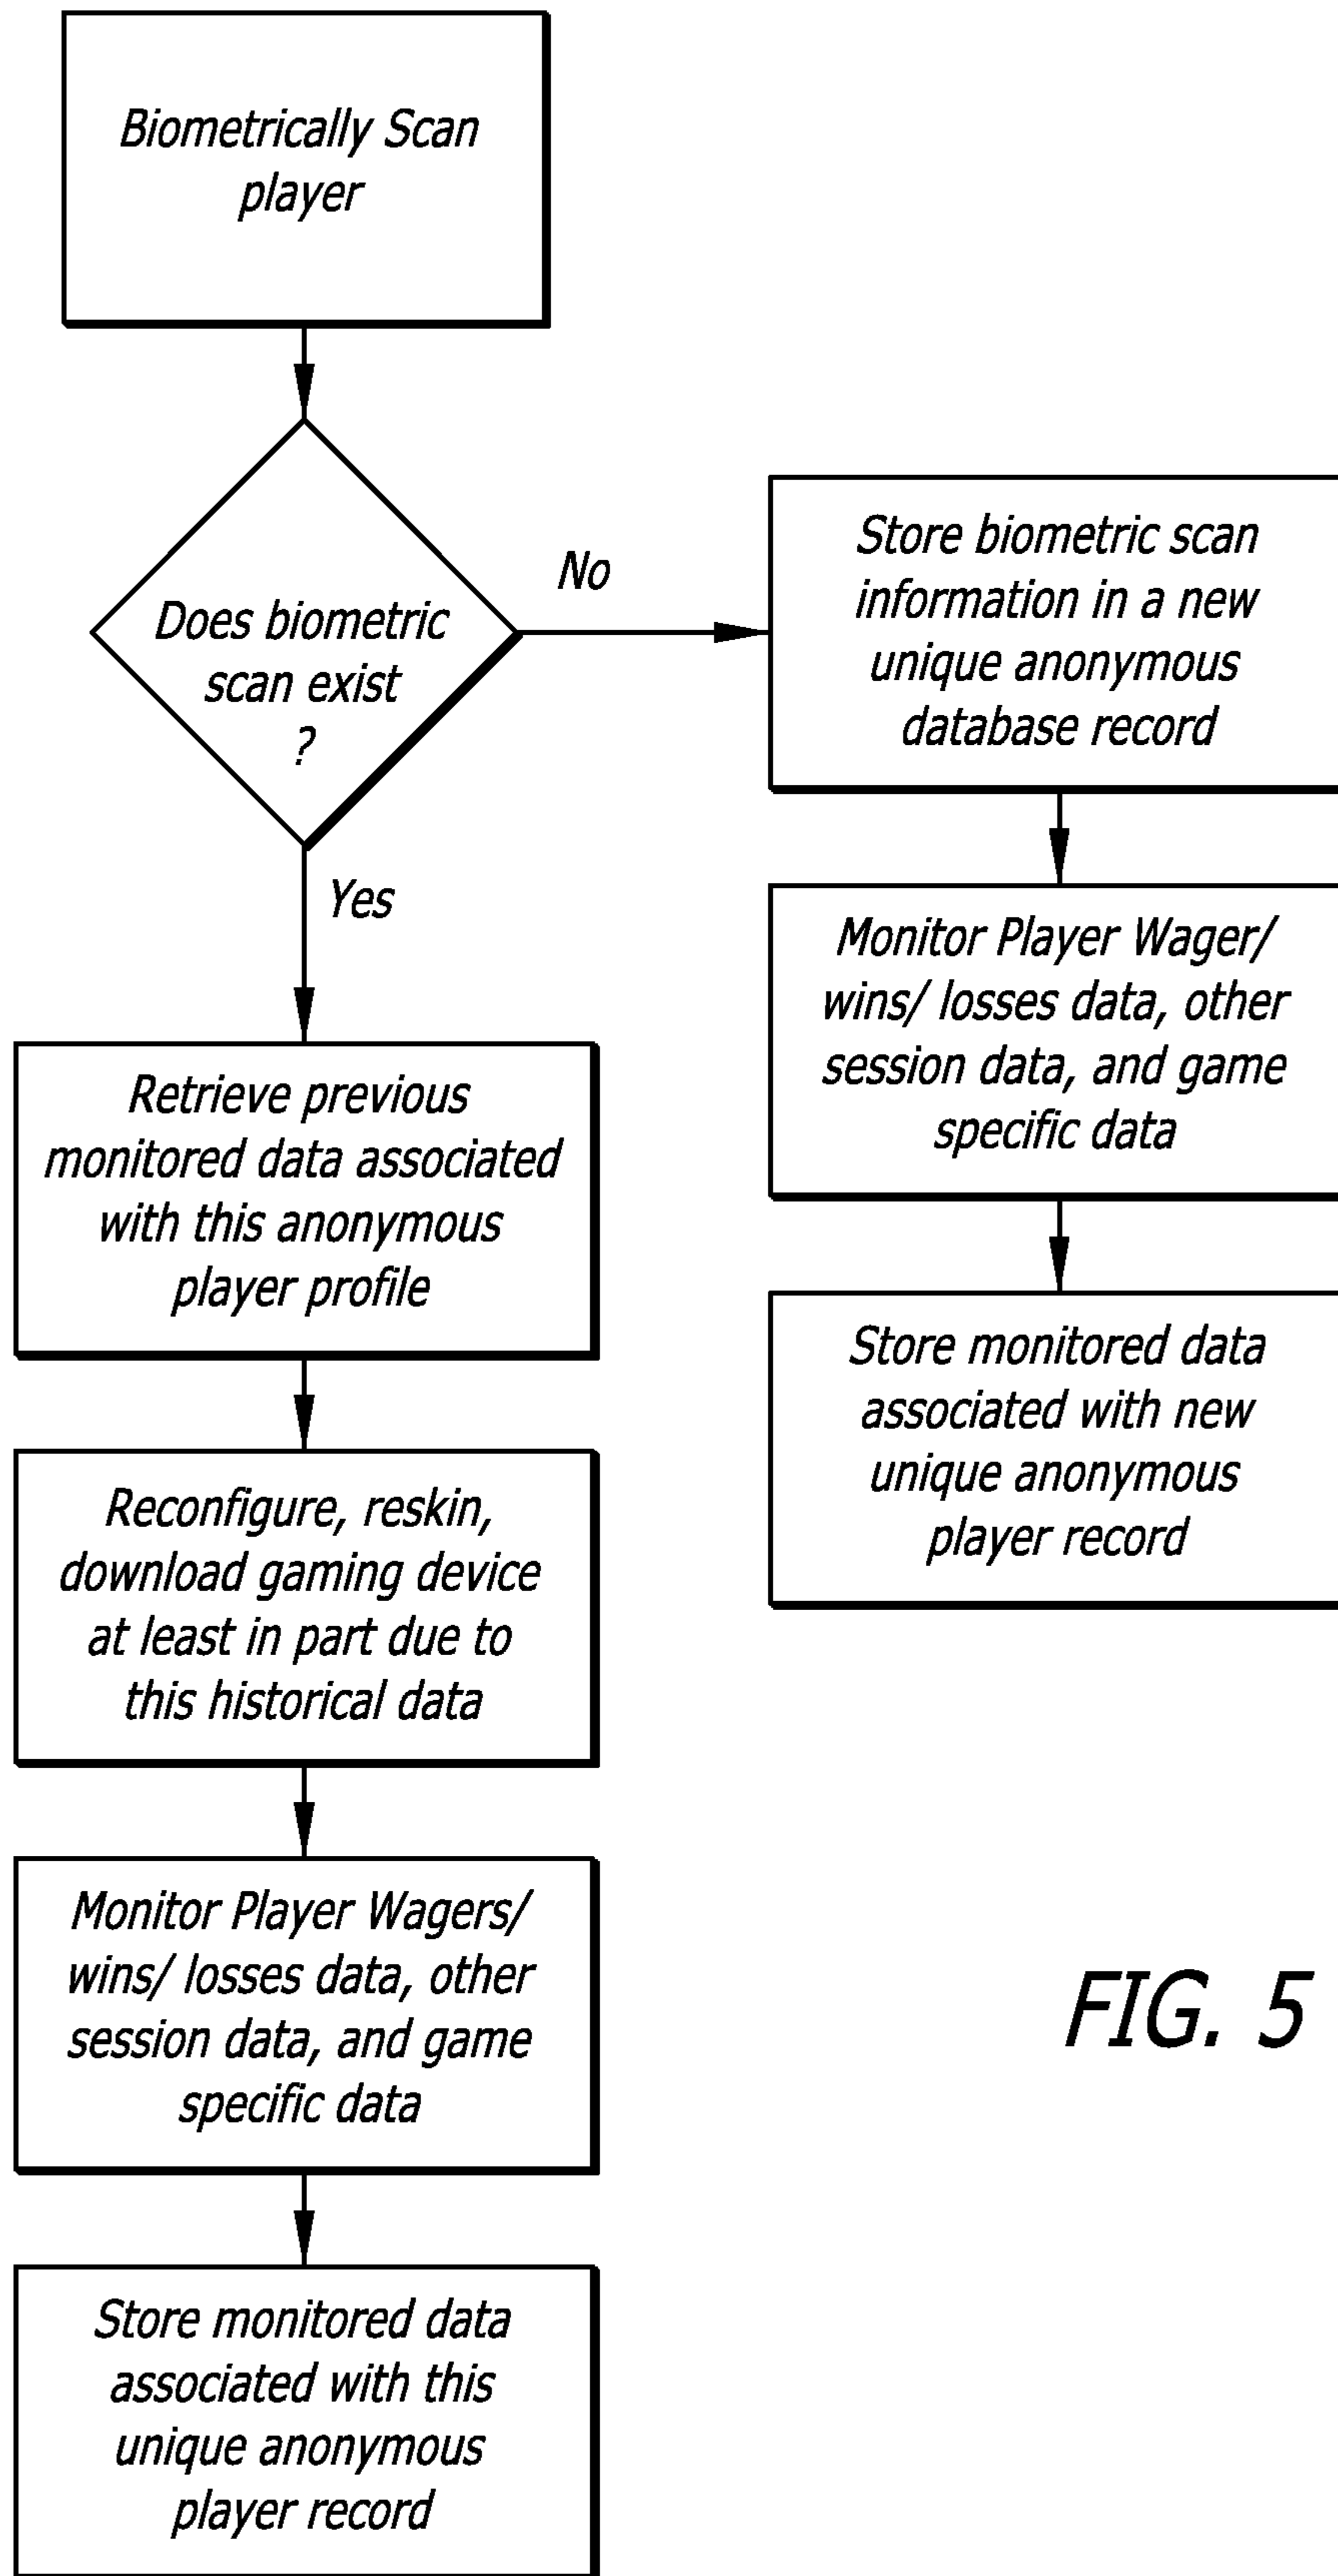 Biometrically Scan
player
Does biometric
scan exist
?
No
Yes
Store biometric scan
information in a new
unique anonymous
database record
Monitor Player Wager/
wins/ losses data, other
session data, and game
specific data
Store monitored data
associated with new
unique anonymous
player record
Retrieve previous
monitored data associated
with this anonymous
player profile
Reconfigure, reskin,
download gaming device
at least in part due to
this historical data
Monitor Player Wagers/
wins/ losses data, other
session data, and game
specific data
Store monitored data
associated with this
unique anonymous
player record
FIG. 5